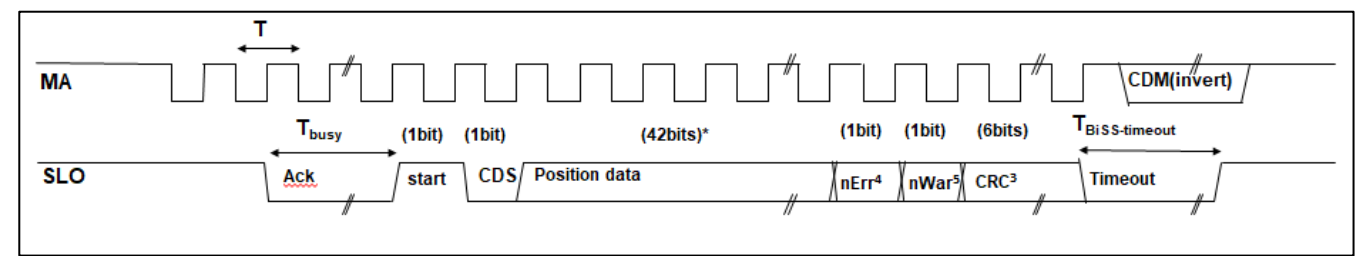 T
MA
CDM(invert)
Tbusy (1bit) (1bit) (42bits)* (1bit) (1bit) (6bits) TBiSS-timeout
SLO Ack start CDS Position data nErr⁴ nWar⁵ CRC³ Timeout